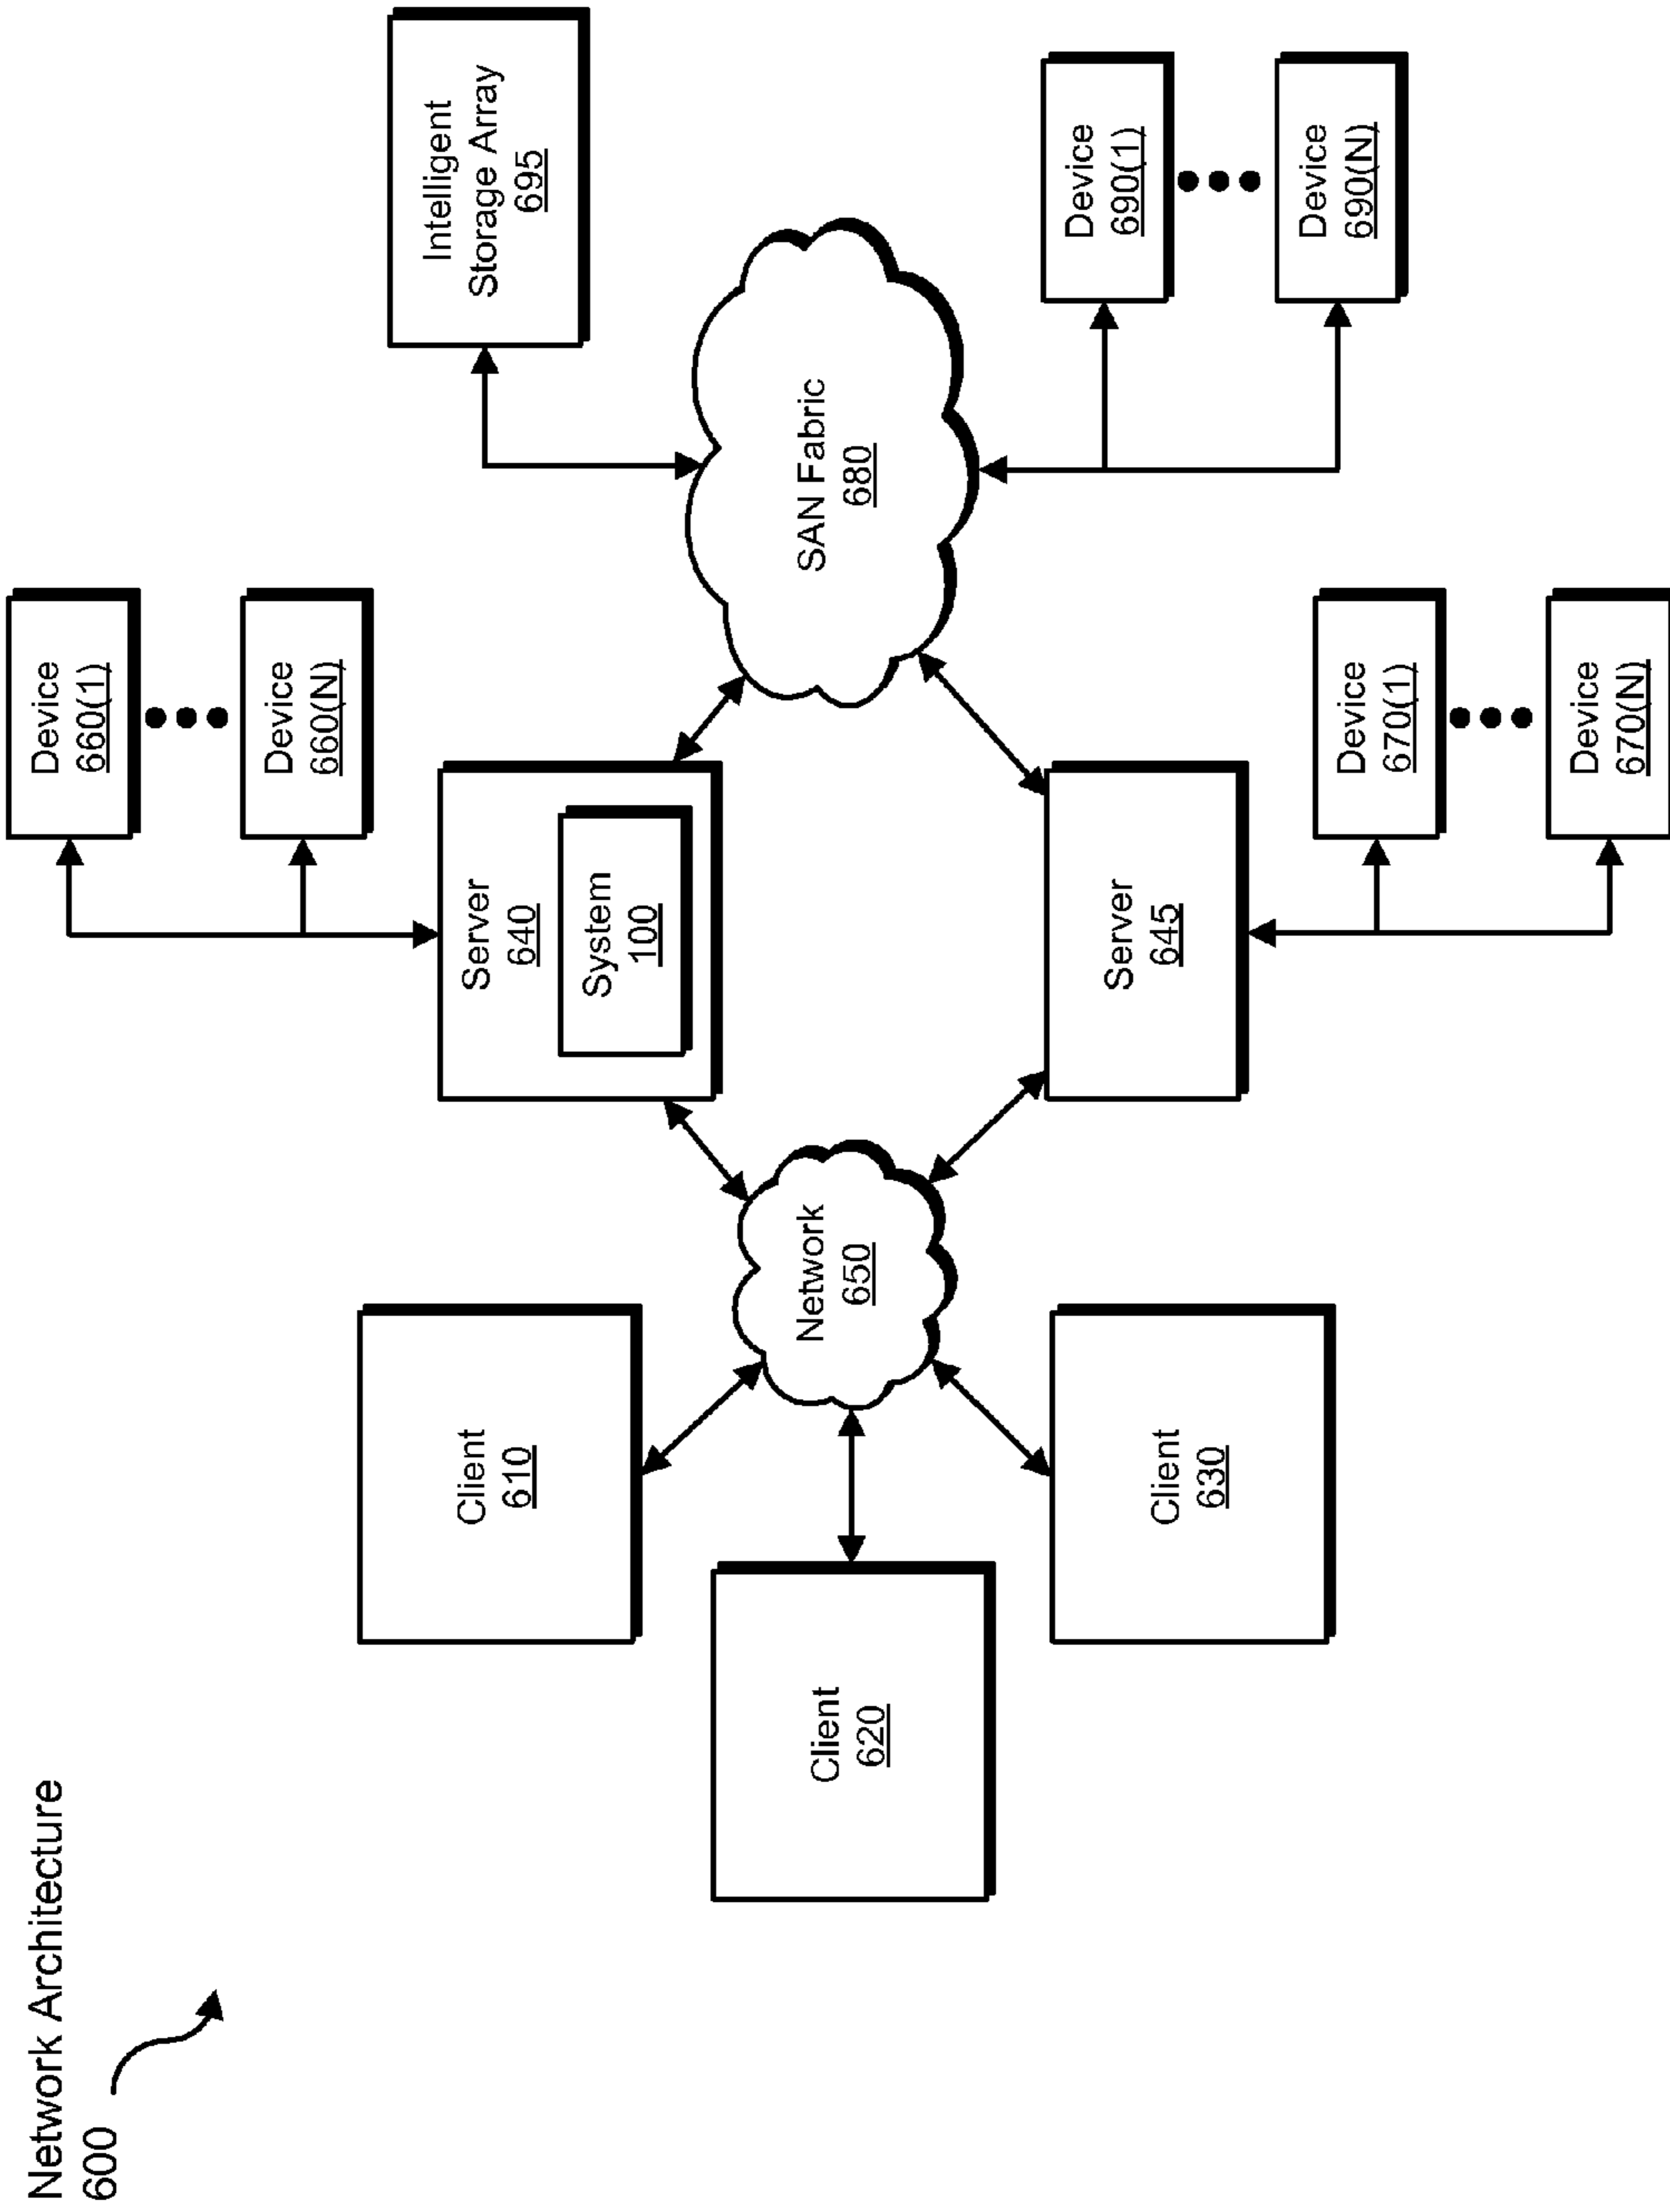 Network Architecture
600
Device
660(1)
Device
660(N)
Intelligent
Storage Array
695
Client
610
Server
640
System
100
Client
620
Network
650
SAN Fabric
680
Client
630
Server
645
Device
690(1)
Device
690(N)
Device
670(1)
Device
670(N)